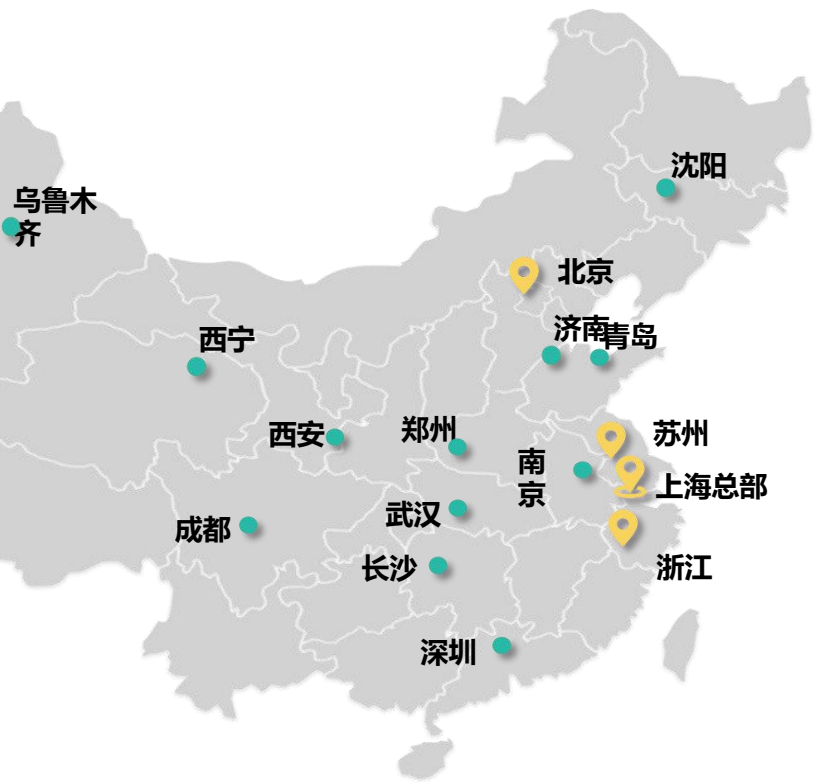 沈阳
乌鲁木
齐
北京
济南
青岛
西宁
西安
郑州
苏州
南
京
上海总部
武汉
成都
长沙
浙江
深圳